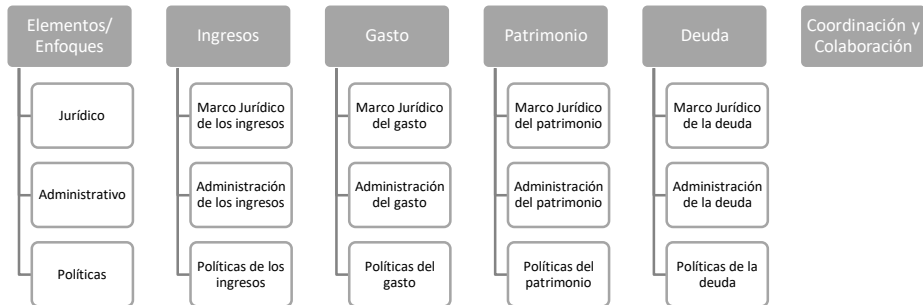 Elementos/
Enfoques
Jurídico
Administrativo
Políticas
Ingresos
Marco Jurídico
de los ingresos
Administración
de los ingresos
Políticas de los
ingresos
Gasto
Marco Jurídico
del gasto
Administración
del gasto
Políticas del
gasto
Patrimonio
Marco Jurídico
del patrimonio
Administración
del patrimonio
Políticas del
patrimonio
Deuda
Marco Jurídico
de la deuda
Administración
de la deuda
Políticas de la
deuda
Coordinación y
Colaboración